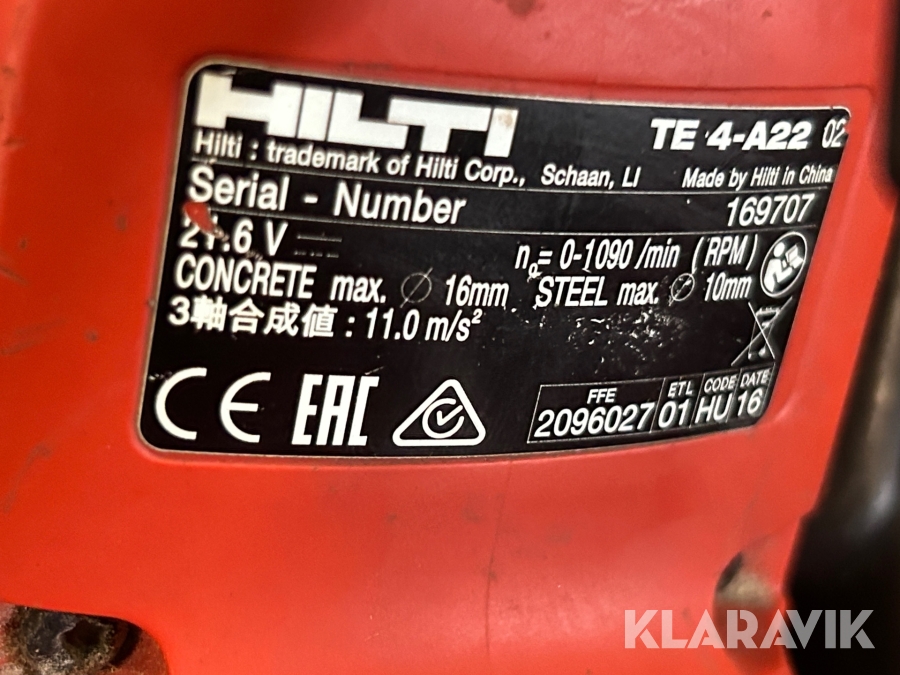 HILTI
TE 4-A22 02
Hilti : trademark of Hilti Corp., Schaan, LI Made by Hilti in China
Serial - Number 169707
21.6 V n₀= 0-1090 /min (RPM)
CONCRETE max. ∅ 16mm STEEL max. ∅ 10mm
3軸合成値 : 11.0 m/s²
CE EAC
FFE ETL CODE DATE
2096027 01 HU 16
KLARAVIK